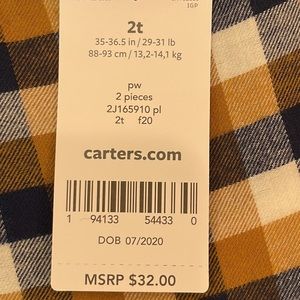 IGP
2t
35-36.5 in / 29-31 lb
88-93 cm / 13,2-14,1 kg
pw
2 pieces
2J165910 pl
2t f20
carters.com
1 94133 54433 0
DOB 07/2020
MSRP $32.00